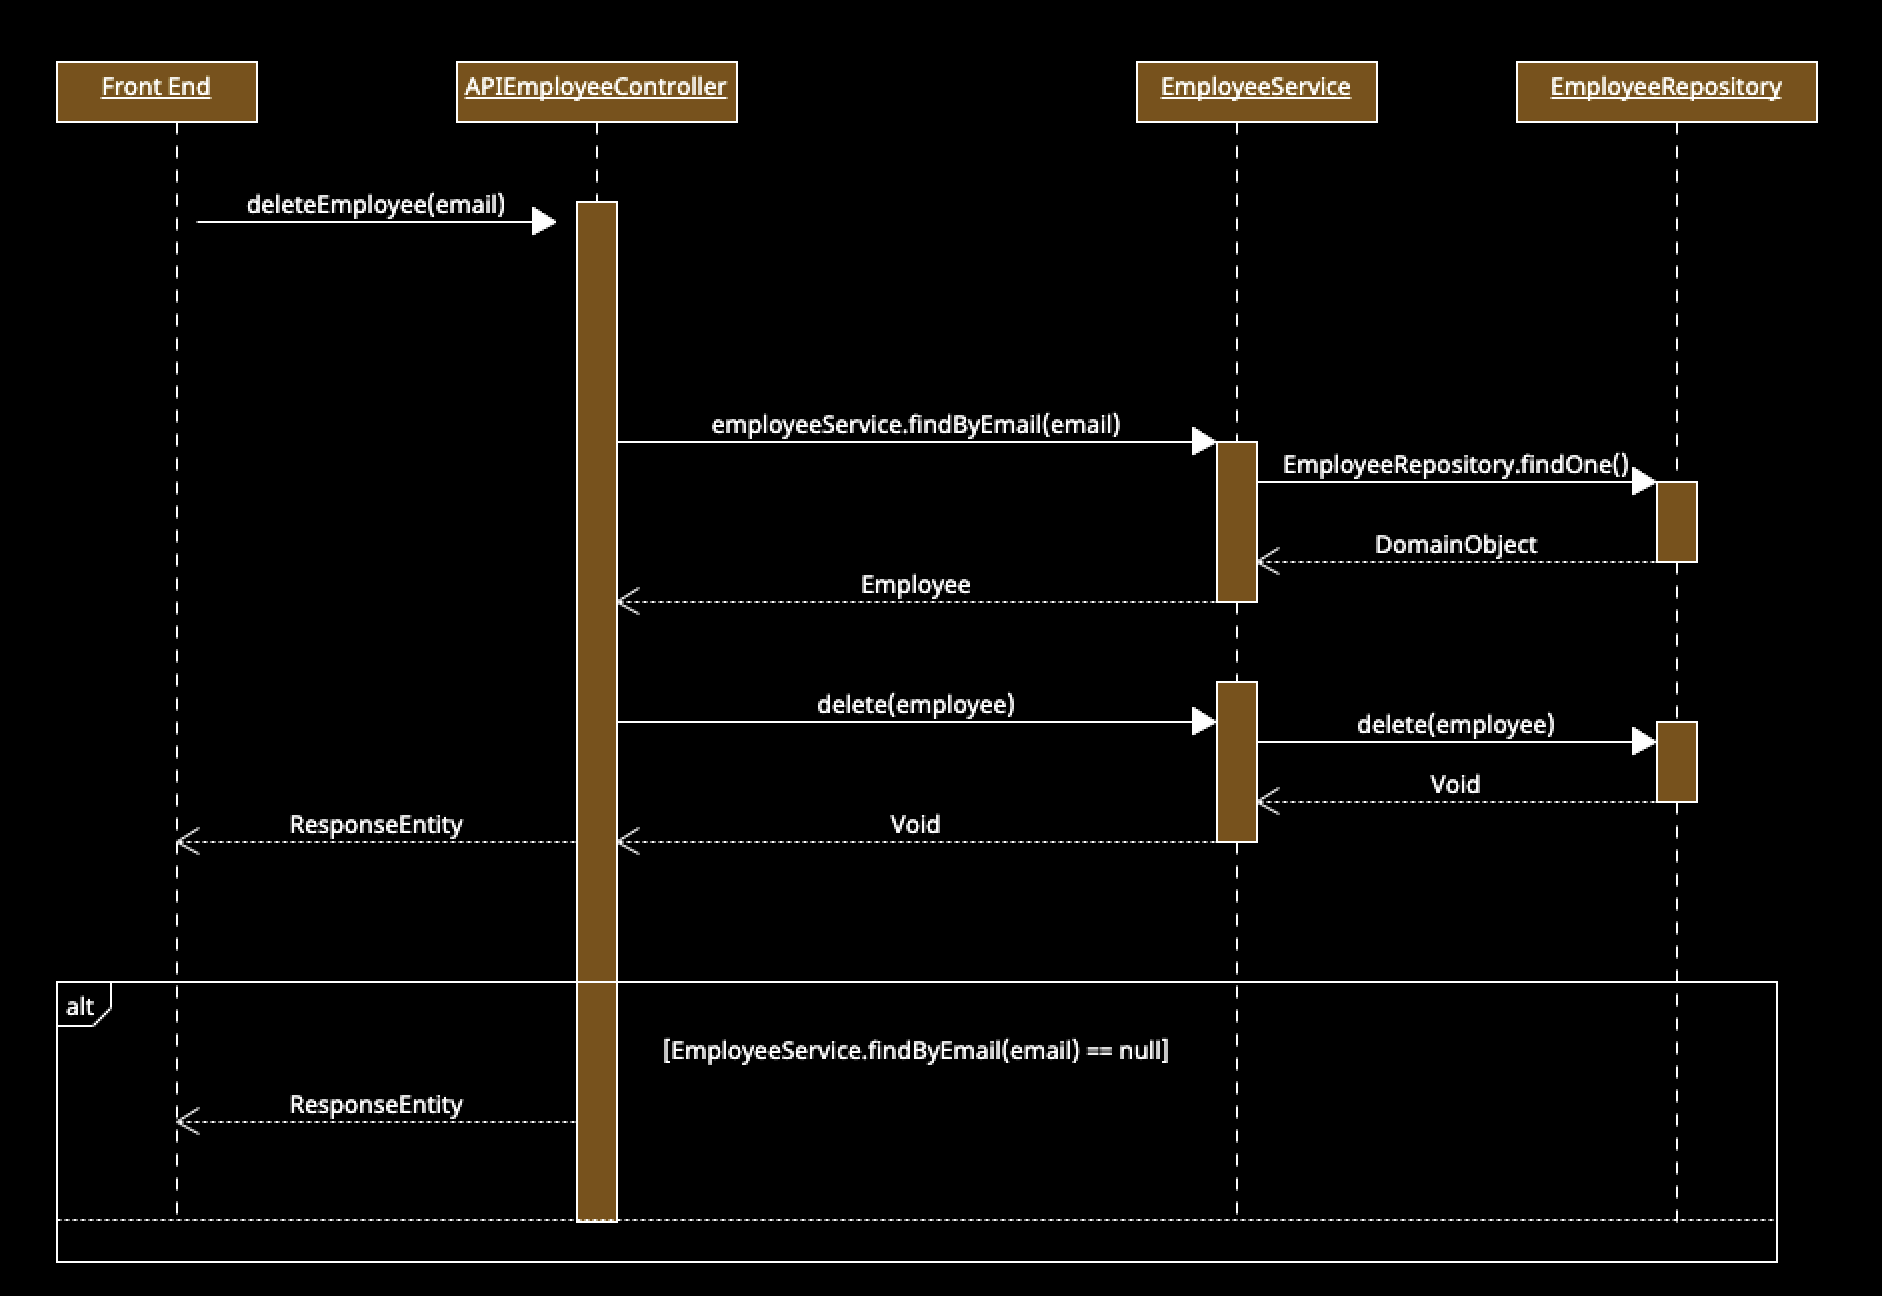 Front End
APIEmployeeController
EmployeeService
EmployeeRepository
deleteEmployee(email)
employeeService.findByEmail(email)
EmployeeRepository.findOne()
DomainObject
Employee
delete(employee)
delete(employee)
Void
ResponseEntity
Void
alt
[EmployeeService.findByEmail(email) == null]
ResponseEntity